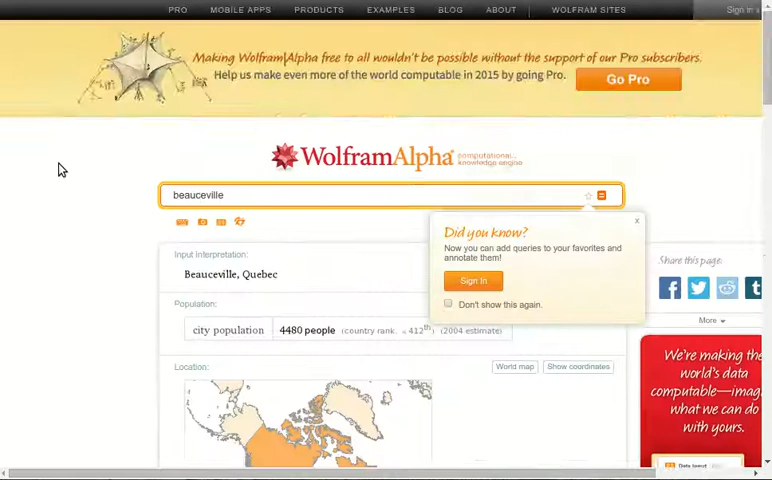 PRO MOBILE APPS PRODUCTS EXAMPLES BLOG ABOUT WOLFRAM SITES Sign in
Making Wolfram|Alpha free to all wouldn't be possible without the support of our Pro subscribers.
Help us make even more of the world computable in 2015 by going Pro.
Go Pro
WolframAlpha computational... knowledge engine
beauceville
Did you know?
Now you can add queries to your favorites and
annotate them!
Sign In
Don't show this again.
Input interpretation:
Beauceville, Quebec
Population:
city population 4480 people (country rank: ≈ 412th) (2004 estimate)
Location:
World map Show coordinates
Share this page:
More
We're making the
world's data
computable—imag
what we can do
with yours.